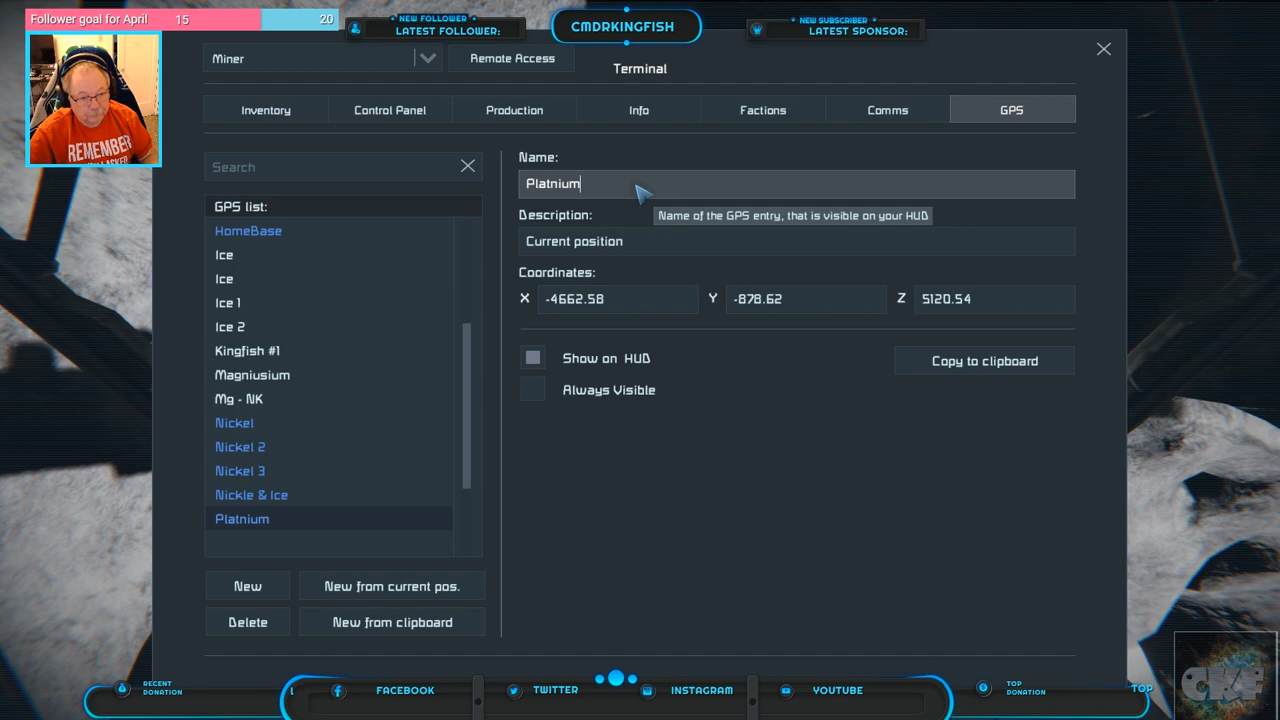 Follower goal for April 15 20
NEW FOLLOWER
LATEST FOLLOWER:
CMDRKINGFISH
NEW SUBSCRIBER
LATEST SPONSOR:
Miner
Remote Access
Terminal
Inventory
Control Panel
Production
Info
Factions
Comms
GPS
REMEMBER
Search
Name:
Platnium
Name of the GPS entry, that is visible on your HUD
Description:
Current position
Coordinates:
X -4662.58 Y -878.62 Z 5120.54
Show on HUD
Always Visible
Copy to clipboard
GPS list:
HomeBase
Ice
Ice
Ice 1
Ice 2
Kingfish #1
Magniusium
Mg - NK
Nickel
Nickel 2
Nickel 3
Nickle & Ice
Platnium
New
New from current pos.
Delete
New from clipboard
RECENT DONATION
FACEBOOK
TWITTER
INSTAGRAM
YOUTUBE
TOP DONATION
TOP
CKF